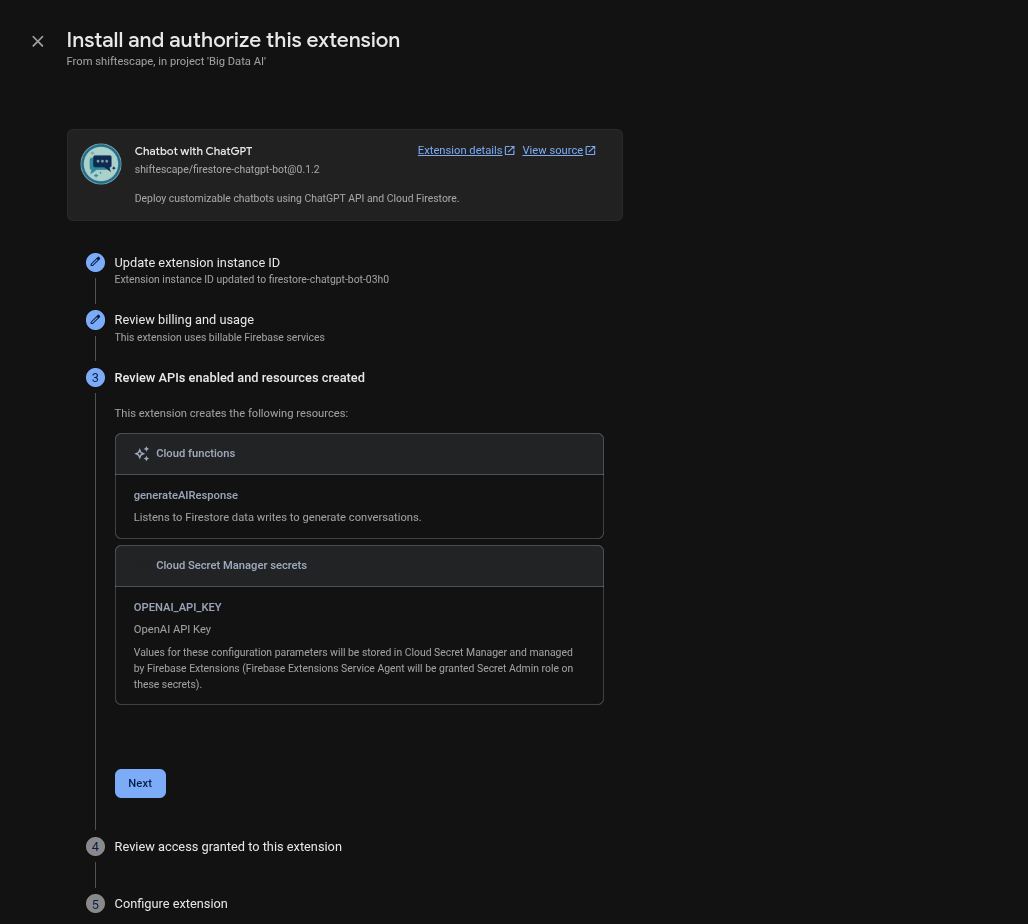 Install and authorize this extension
From shiftescape, in project 'Big Data AI'
Chatbot with ChatGPT
Extension details View source
shiftescape/firestore-chatgpt-bot@0.1.2
Deploy customizable chatbots using ChatGPT API and Cloud Firestore.
Update extension instance ID
Extension instance ID updated to firestore-chatgpt-bot-03h0
Review billing and usage
This extension uses billable Firebase services
3 Review APIs enabled and resources created
This extension creates the following resources:
Cloud functions
generateAIResponse
Listens to Firestore data writes to generate conversations.
Cloud Secret Manager secrets
OPENAI_API_KEY
OpenAI API Key
Values for these configuration parameters will be stored in Cloud Secret Manager and managed
by Firebase Extensions (Firebase Extensions Service Agent will be granted Secret Admin role on
these secrets).
Next
4 Review access granted to this extension
5 Configure extension